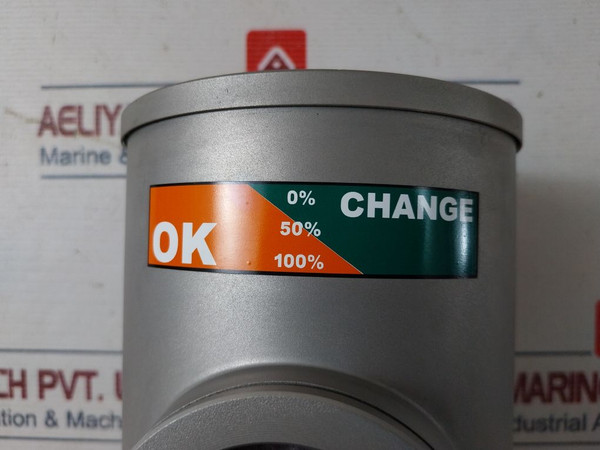 AELIY
Marine &
0%
CHANGE
50%
OK
100%
CH PVT.
MARIN
tion & Mach
dustrial A